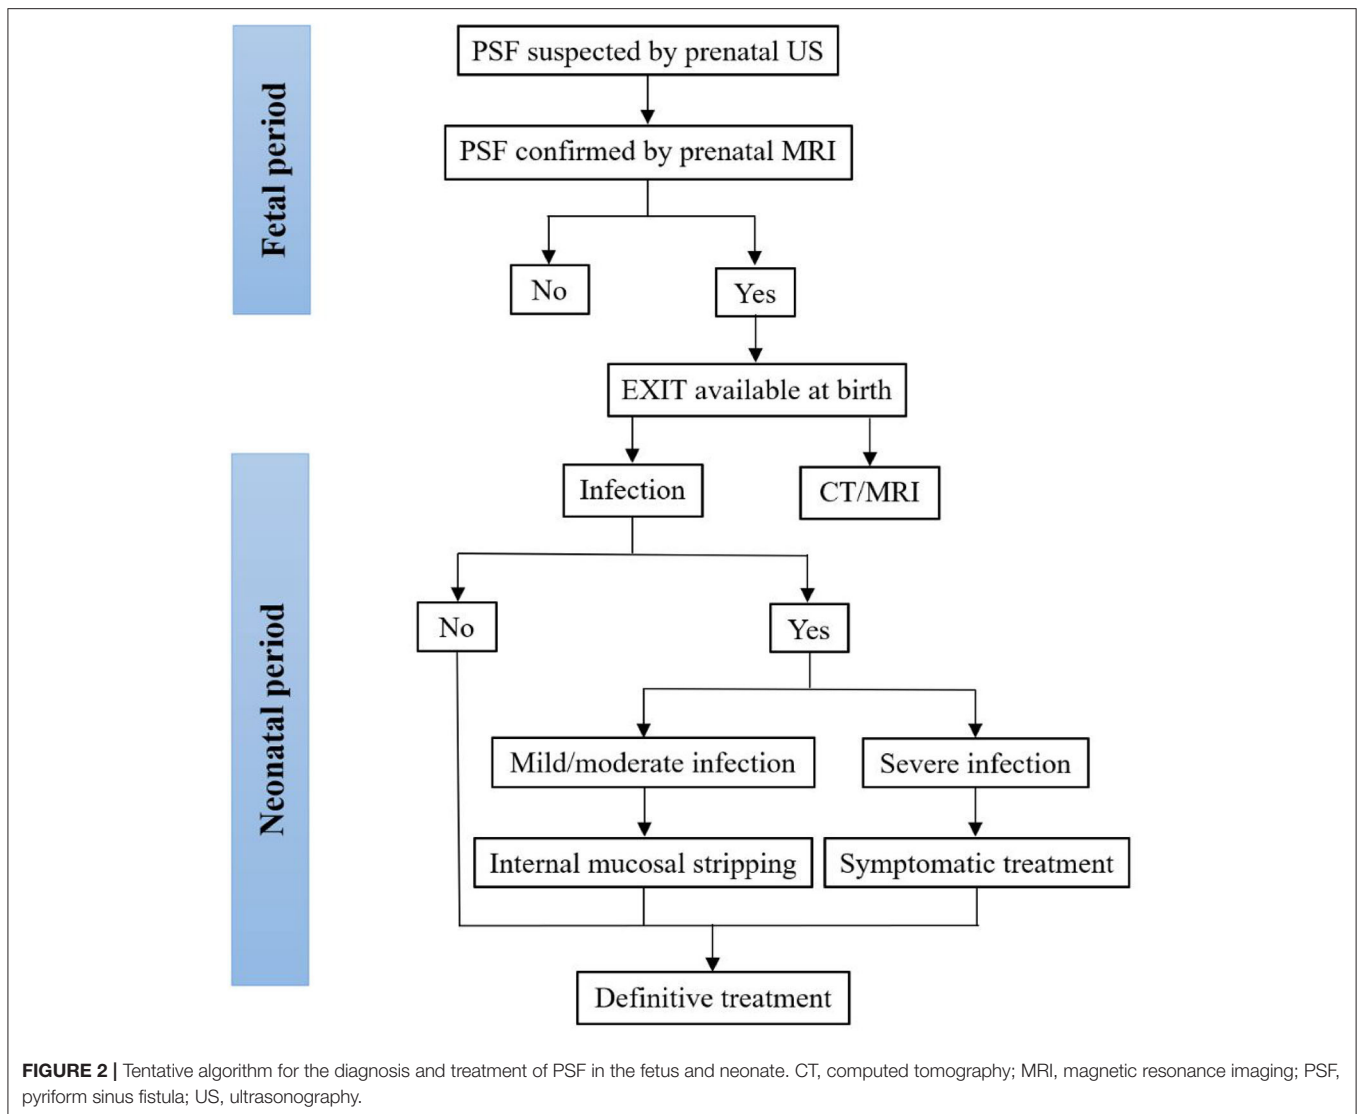 Fetal period
PSF suspected by prenatal US
PSF confirmed by prenatal MRI
No
Yes
EXIT available at birth
Neonatal period
Infection
CT/MRI
No
Yes
Mild/moderate infection
Severe infection
Internal mucosal stripping
Symptomatic treatment
Definitive treatment
FIGURE 2 | Tentative algorithm for the diagnosis and treatment of PSF in the fetus and neonate. CT, computed tomography; MRI, magnetic resonance imaging; PSF,
pyriform sinus fistula; US, ultrasonography.